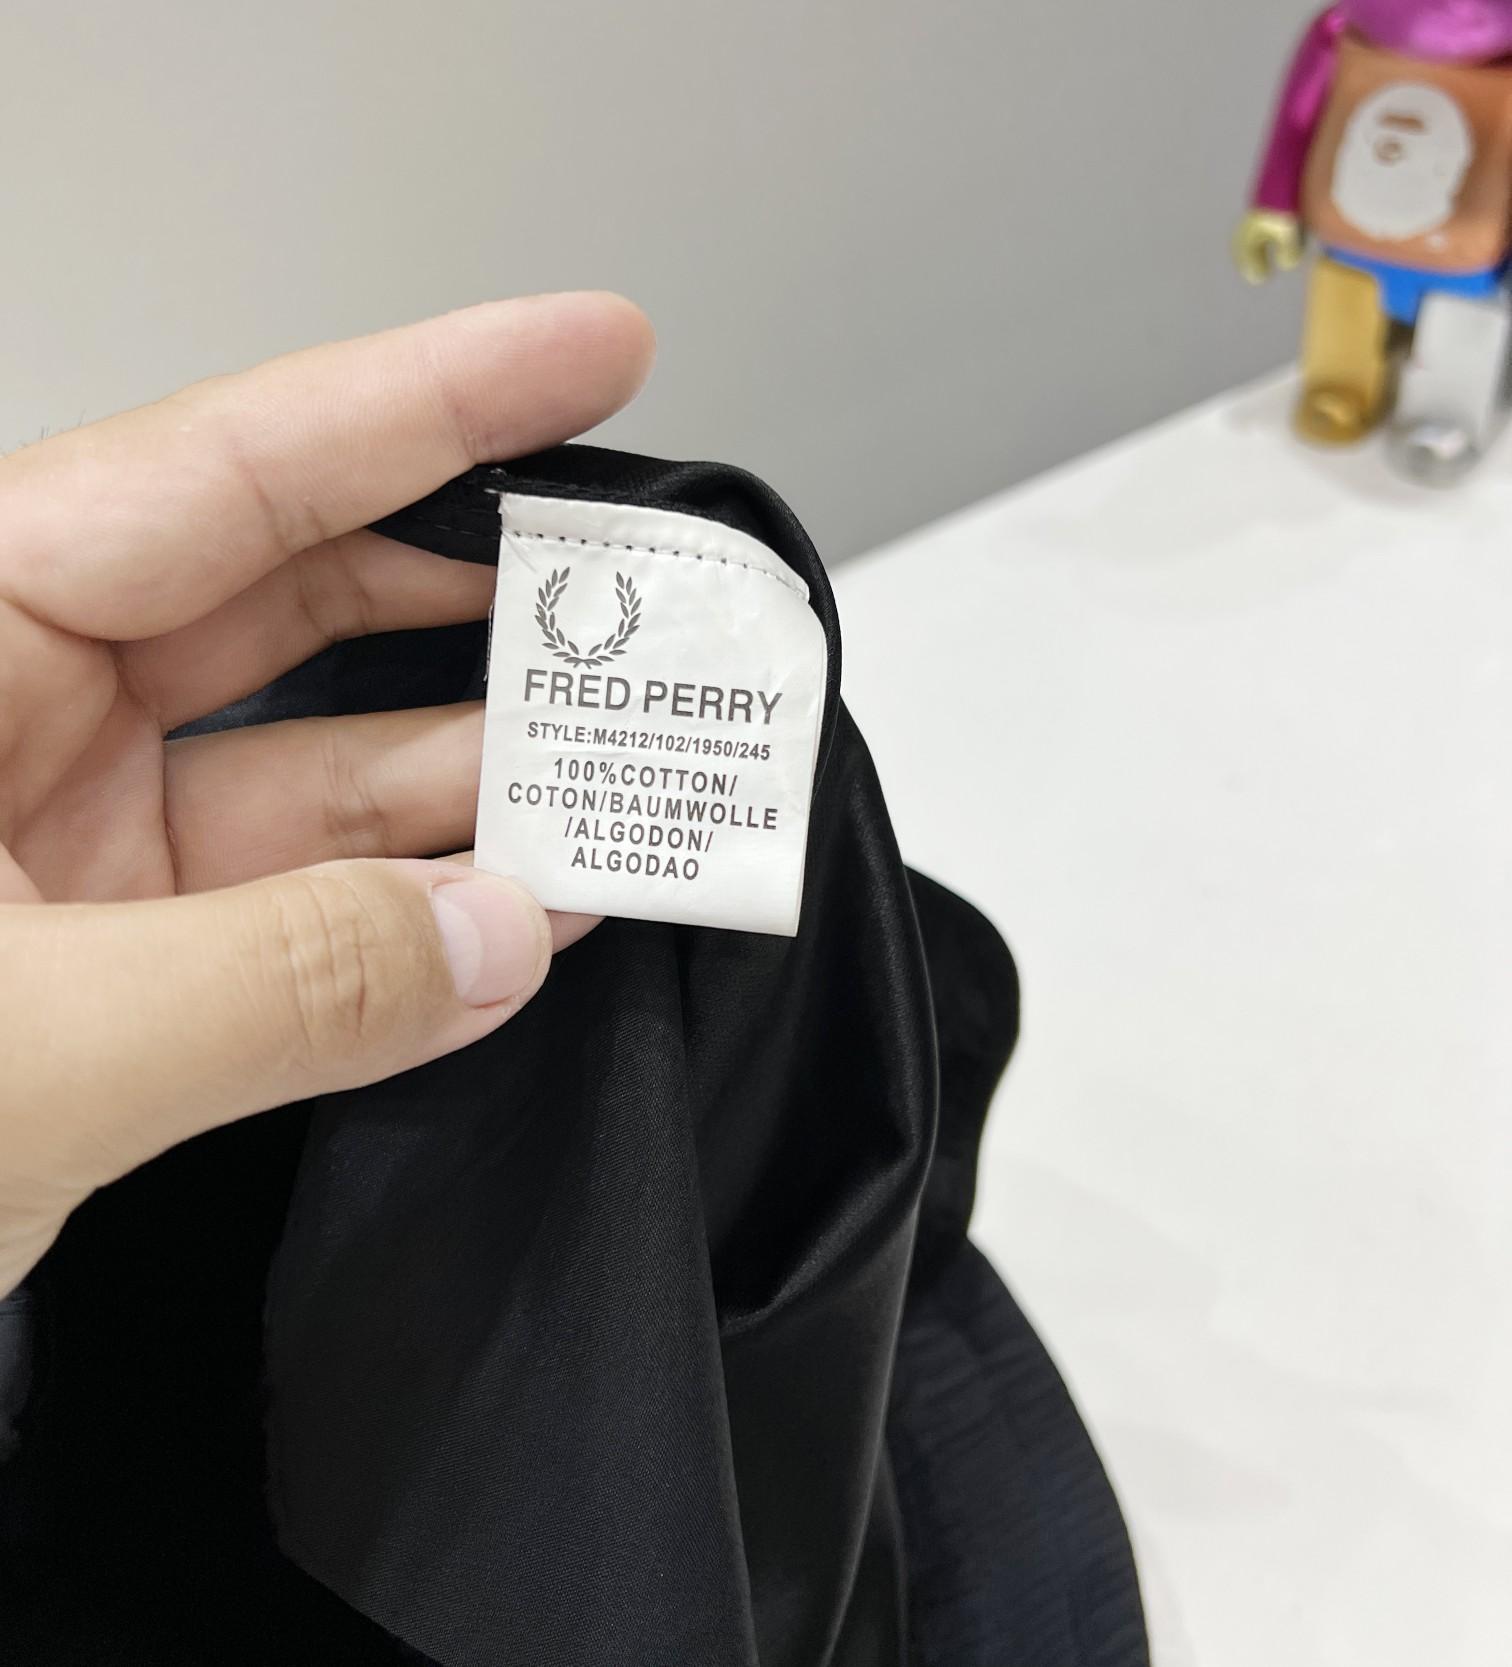 FRED PERRY
STYLE:M4212/102/1950/245
100%COTTON/
COTON/BAUMWOLLE
/ALGODON/
ALGODAO